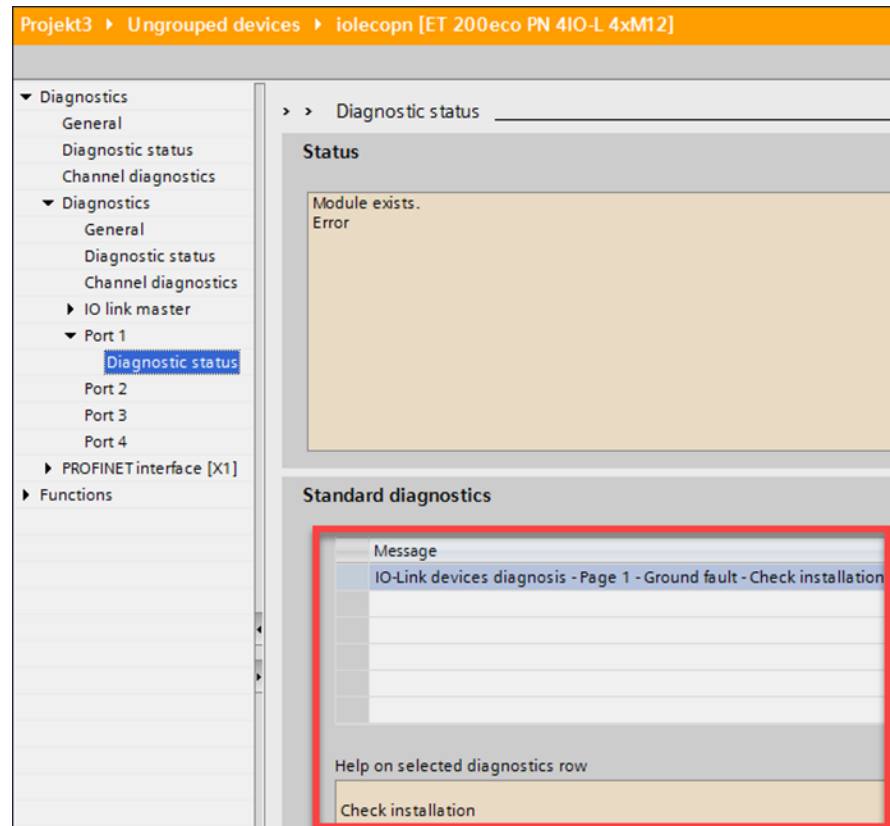 Projekt3 ▸ Ungrouped devices ▸ iolecopn [ET 200eco PN 4IO-L 4xM12]
Diagnostics
General
Diagnostic status
Channel diagnostics
Diagnostics
General
Diagnostic status
Channel diagnostics
IO link master
Port 1
Diagnostic status
Port 2
Port 3
Port 4
PROFINET interface [X1]
Functions
> > Diagnostic status
Status
Module exists.
Error
Standard diagnostics
Message
IO-Link devices diagnosis - Page 1 - Ground fault - Check installation
Help on selected diagnostics row
Check installation